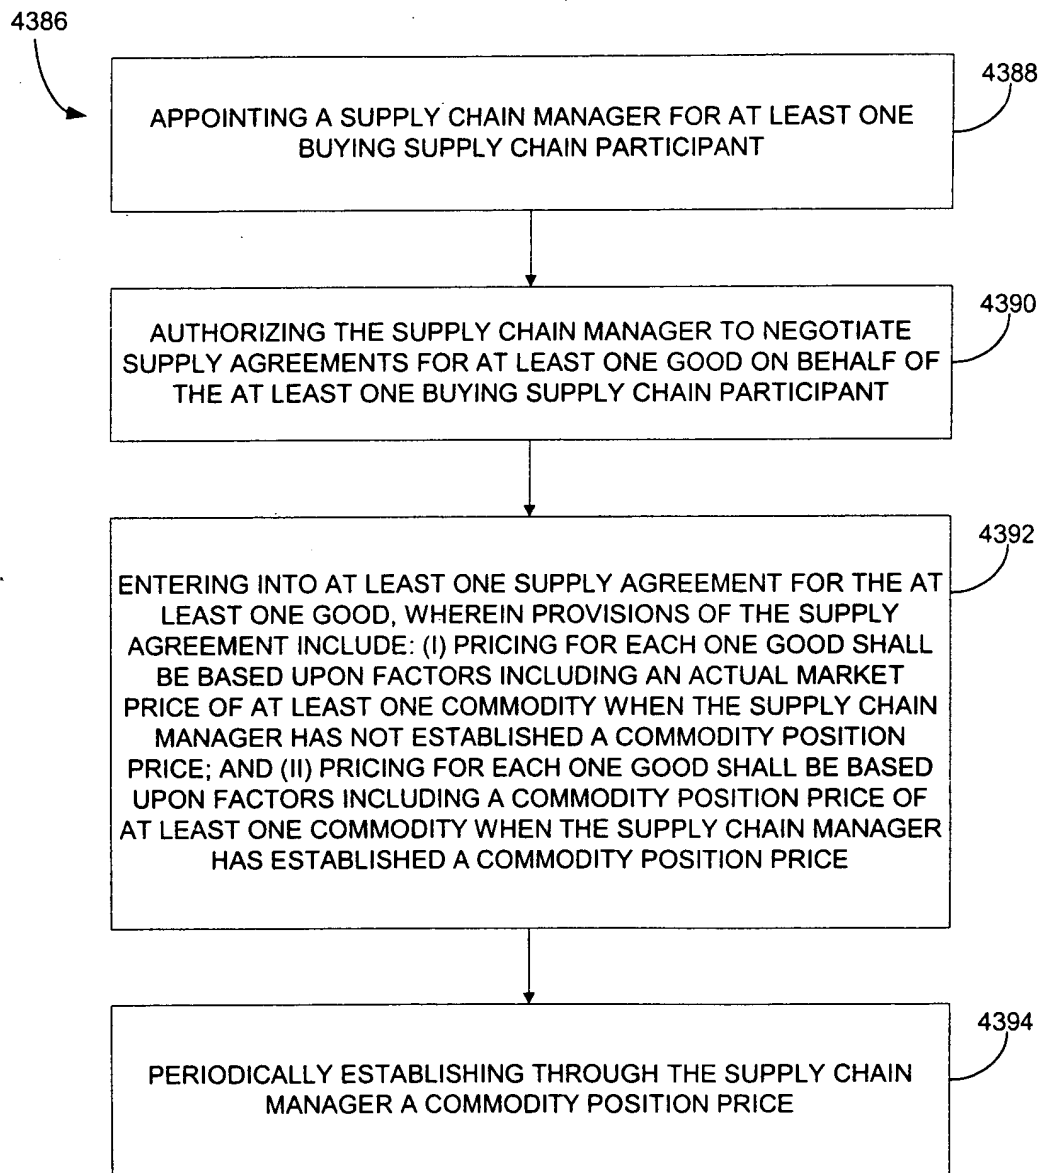 4386
4388
APPOINTING A SUPPLY CHAIN MANAGER FOR AT LEAST ONE
BUYING SUPPLY CHAIN PARTICIPANT
4390
AUTHORIZING THE SUPPLY CHAIN MANAGER TO NEGOTIATE
SUPPLY AGREEMENTS FOR AT LEAST ONE GOOD ON BEHALF OF
THE AT LEAST ONE BUYING SUPPLY CHAIN PARTICIPANT
4392
ENTERING INTO AT LEAST ONE SUPPLY AGREEMENT FOR THE AT
LEAST ONE GOOD, WHEREIN PROVISIONS OF THE SUPPLY
AGREEMENT INCLUDE: (I) PRICING FOR EACH ONE GOOD SHALL
BE BASED UPON FACTORS INCLUDING AN ACTUAL MARKET
PRICE OF AT LEAST ONE COMMODITY WHEN THE SUPPLY CHAIN
MANAGER HAS NOT ESTABLISHED A COMMODITY POSITION
PRICE; AND (II) PRICING FOR EACH ONE GOOD SHALL BE BASED
UPON FACTORS INCLUDING A COMMODITY POSITION PRICE OF
AT LEAST ONE COMMODITY WHEN THE SUPPLY CHAIN MANAGER
HAS ESTABLISHED A COMMODITY POSITION PRICE
4394
PERIODICALLY ESTABLISHING THROUGH THE SUPPLY CHAIN
MANAGER A COMMODITY POSITION PRICE